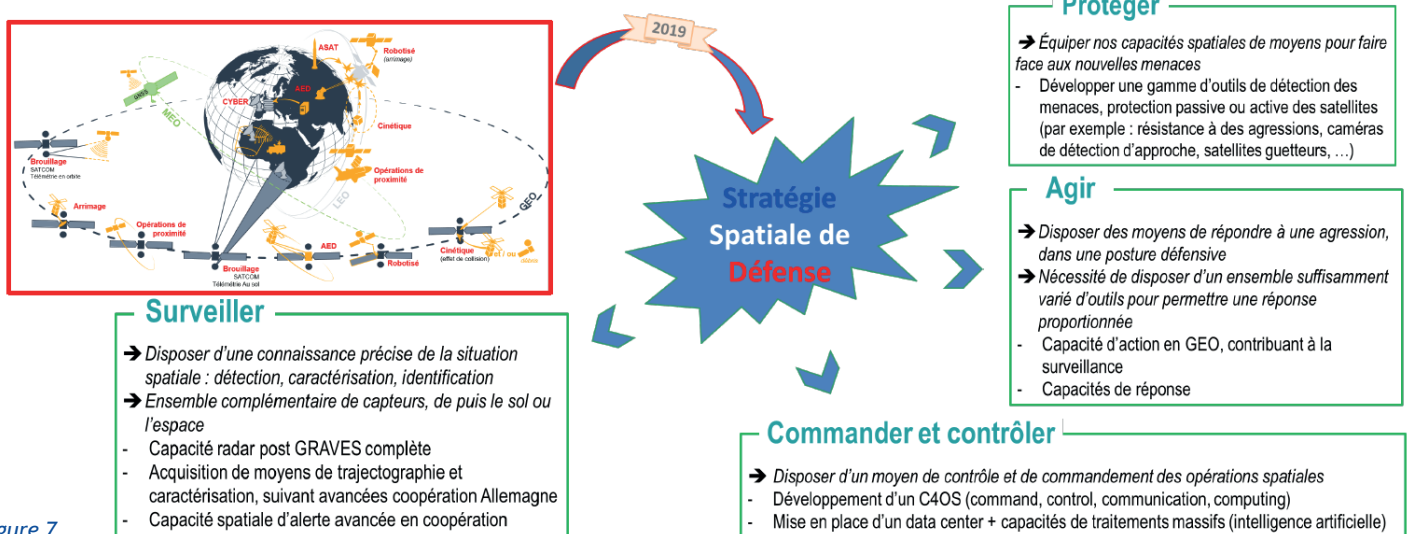 2019
ASAT
Robotisé
(arrimage)
AED
CYBER
Cinétique
GNSS
MEO
Brouillage
SATCOM
Télémétrie en orbite
Opérations de
proximité
LEO
GEO
Arrimage
Opérations de
proximité
Brouillage
SATCOM
Télémétrie Au sol
AED
Robotisé
Cinétique
(effet de collision)
et / ou
Stratégie
Spatiale de
Défense
Protéger
➔ Équiper nos capacités spatiales de moyens pour faire
face aux nouvelles menaces
- Développer une gamme d'outils de détection des
menaces, protection passive ou active des satellites
(par exemple : résistance à des agressions, caméras
de détection d'approche, satellites guetteurs, …)
Agir
➔ Disposer des moyens de répondre à une agression,
dans une posture défensive
➔ Nécessité de disposer d'un ensemble suffisamment
varié d'outils pour permettre une réponse
proportionnée
- Capacité d'action en GEO, contribuant à la
surveillance
- Capacités de réponse
Surveiller
➔ Disposer d'une connaissance précise de la situation
spatiale : détection, caractérisation, identification
➔ Ensemble complémentaire de capteurs, de puis le sol ou
l'espace
- Capacité radar post GRAVES complète
- Acquisition de moyens de trajectographie et
caractérisation, suivant avancées coopération Allemagne
- Capacité spatiale d'alerte avancée en coopération
Commander et contrôler
➔ Disposer d'un moyen de contrôle et de commandement des opérations spatiales
- Développement d'un C4OS (command, control, communication, computing)
- Mise en place d'un data center + capacités de traitements massifs (intelligence artificielle)
gure 7